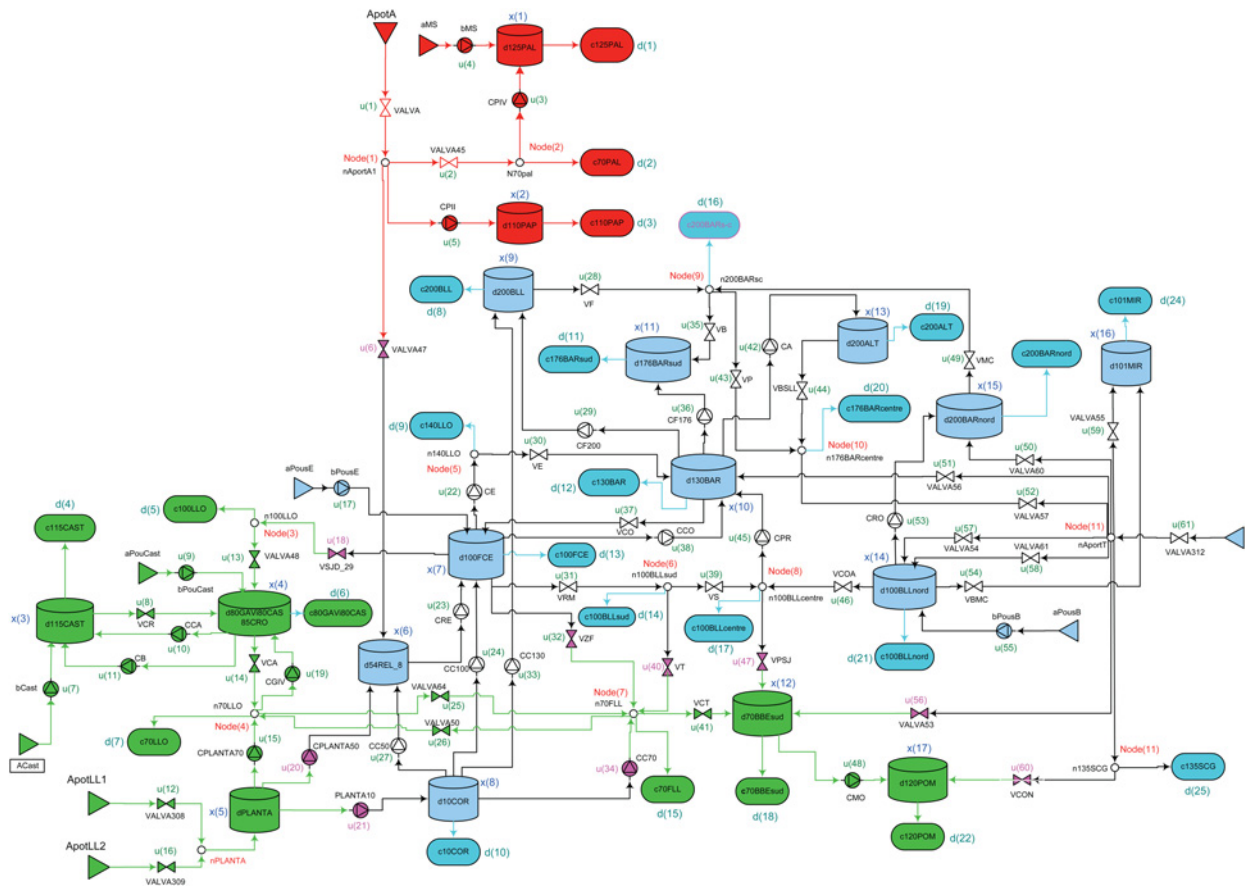 ApotA
aMS
bMS
u(4)
x(1)
d125PAL
c125PAL
d(1)
u(1)
VALVA
CPIV
u(3)
Node(1)
nAportA1
VALVA45
u(2)
Node(2)
N70pal
c70PAL
d(2)
CPII
u(5)
x(2)
d110PAP
c110PAP
d(3)
d(16)
c200BARs-c
x(9)
c200BLL
d(8)
d200BLL
u(28)
VF
Node(9)
n200BARsc
u(6)
VALVA47
u(35)
VB
x(11)
d(11)
c176BARsud
d176BARsud
u(42)
CA
x(13)
d200ALT
d(19)
c200ALT
u(43)
VP
VBSLL
u(44)
u(49)
VMC
c200BARnord
x(15)
d200BARnord
c101MIR
d(24)
x(16)
d101MIR
VALVA55
u(59)
d(20)
c176BARcentre
Node(10)
n176BARcentre
u(36)
CF176
u(29)
CF200
d(9)
c140LLO
u(30)
VE
n140LLO
Node(5)
u(50)
VALVA60
u(51)
VALVA56
u(52)
VALVA57
d(12)
c130BAR
d130BAR
x(10)
aPousE
bPousE
u(17)
u(22)
CE
u(37)
VCO
CCO
u(38)
u(45)
CPR
CRO
u(53)
u(57)
VALVA54
Node(11)
nAportT
u(61)
VALVA312
VALVA61
u(58)
d(4)
c115CAST
d(5)
c100LLO
n100LLO
Node(3)
u(18)
VSJD_29
d100FCE
x(7)
c100FCE
d(13)
u(13)
VALVA48
aPouCast
u(9)
bPouCast
x(4)
d80GAVi80CAS
85CRO
d(6)
c80GAVi80CAS
x(3)
d115CAST
u(8)
VCR
CCA
u(10)
CB
u(11)
bCast
u(7)
ACast
VCA
u(14)
CGIV
u(19)
u(31)
VRM
Node(6)
n100BLLsud
u(39)
VS
Node(8)
n100BLLcentre
VCOA
u(46)
x(14)
d100BLLnord
u(54)
VBMC
c100BLLsud
d(14)
c100BLLcentre
d(17)
aPousB
bPousB
u(55)
d(21)
c100BLLnord
u(23)
CRE
x(6)
d54REL_8
u(32)
VZF
u(24)
CC100
CC130
u(33)
u(40)
VT
u(47)
VPSJ
VALVA64
u(25)
VALVA50
u(26)
Node(7)
n70FLL
VCT
u(41)
x(12)
d70BBEsud
u(56)
VALVA53
n70LLO
Node(4)
c70LLO
d(7)
u(15)
CPLANTA70
CPLANTA50
u(20)
CC50
u(27)
u(34)
CC70
ApotLL1
u(12)
VALVA308
ApotLL2
u(16)
VALVA309
nPLANTA
x(5)
dPLANTA
PLANTA10
u(21)
x(8)
d10COR
c10COR
d(10)
c70FLL
d(15)
c70BBEsud
d(18)
u(48)
CMO
x(17)
d120POM
c120POM
d(22)
u(60)
VCON
Node(11)
n135SCG
c135SCG
d(25)